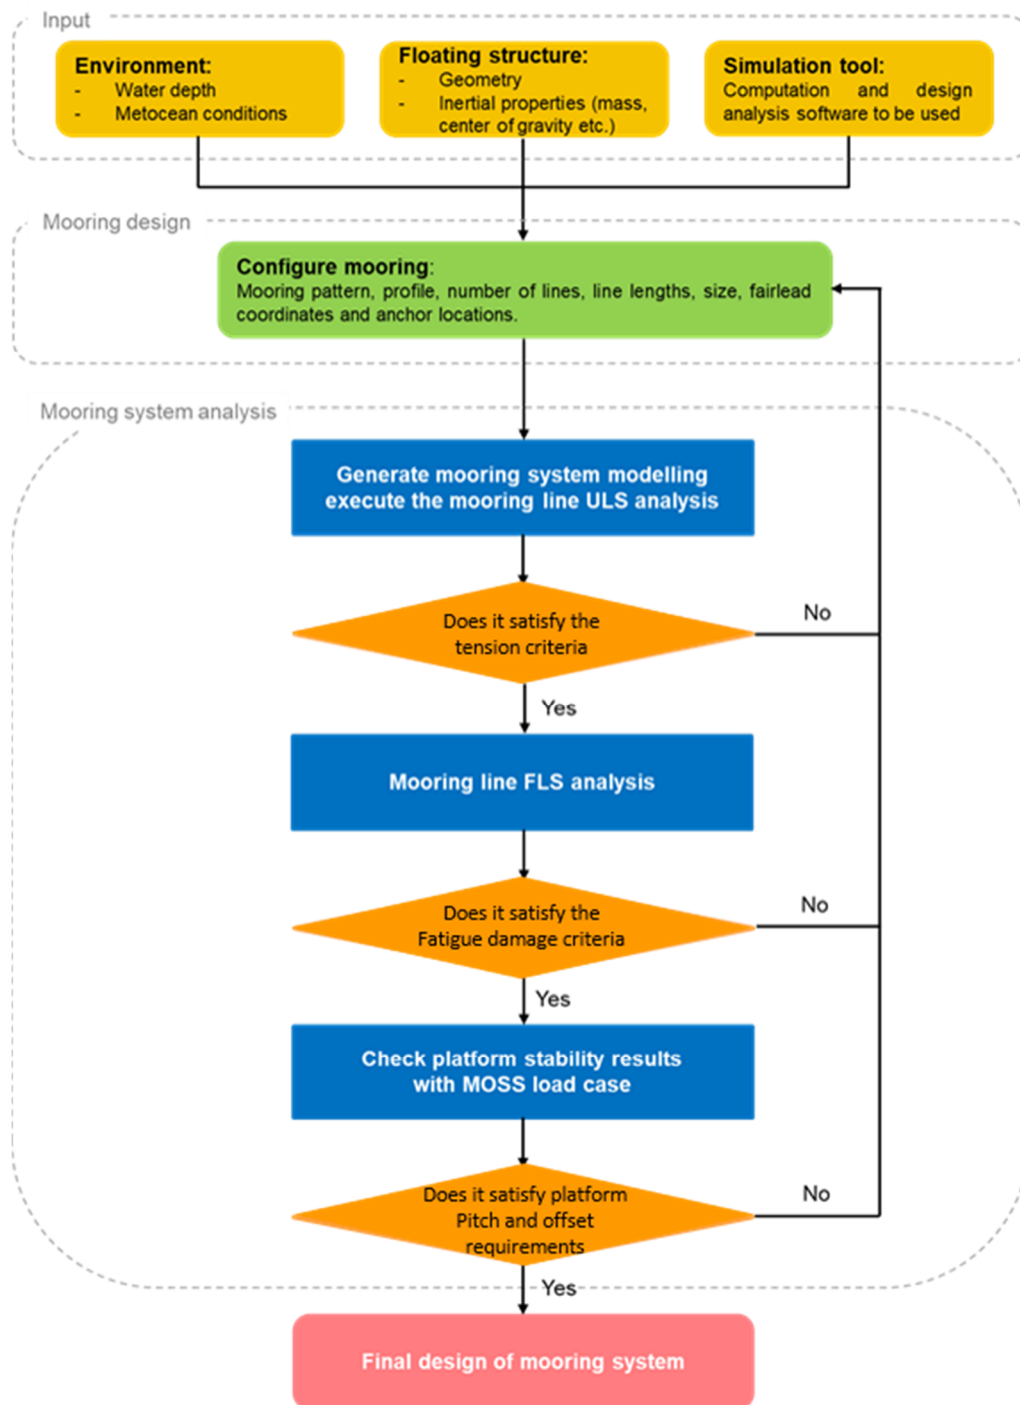 Input
Environment:
- Water depth
- Metocean conditions
Floating structure:
- Geometry
- Inertial properties (mass,
center of gravity etc.)
Simulation tool:
Computation and design
analysis software to be used
Mooring design
Configure mooring:
Mooring pattern, profile, number of lines, line lengths, size, fairlead
coordinates and anchor locations.
Mooring system analysis
Generate mooring system modelling
execute the mooring line ULS analysis
Does it satisfy the
tension criteria
No
Yes
Mooring line FLS analysis
Does it satisfy the
Fatigue damage criteria
No
Yes
Check platform stability results
with MOSS load case
Does it satisfy platform
Pitch and offset
requirements
No
Yes
Final design of mooring system